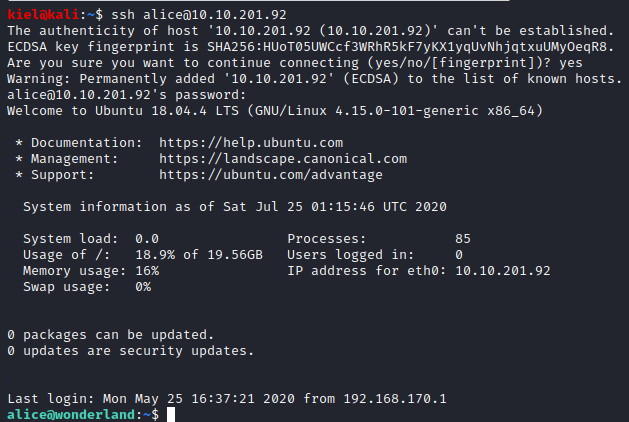 kiel@kali:~$ ssh alice@10.10.201.92
The authenticity of host '10.10.201.92 (10.10.201.92)' can't be established.
ECDSA key fingerprint is SHA256:HUoT05UWCcf3WRhR5kF7yKX1yqUvNhjqtxuUMyOeqR8.
Are you sure you want to continue connecting (yes/no/[fingerprint])? yes
Warning: Permanently added '10.10.201.92' (ECDSA) to the list of known hosts.
alice@10.10.201.92's password:
Welcome to Ubuntu 18.04.4 LTS (GNU/Linux 4.15.0-101-generic x86_64)
* Documentation:  https://help.ubuntu.com
* Management:     https://landscape.canonical.com
* Support:        https://ubuntu.com/advantage
System information as of Sat Jul 25 01:15:46 UTC 2020
System load:  0.0                Processes:           85
Usage of /:   18.9% of 19.56GB   Users logged in:     0
Memory usage: 16%                IP address for eth0: 10.10.201.92
Swap usage:   0%
0 packages can be updated.
0 updates are security updates.
Last login: Mon May 25 16:37:21 2020 from 192.168.170.1
alice@wonderland:~$